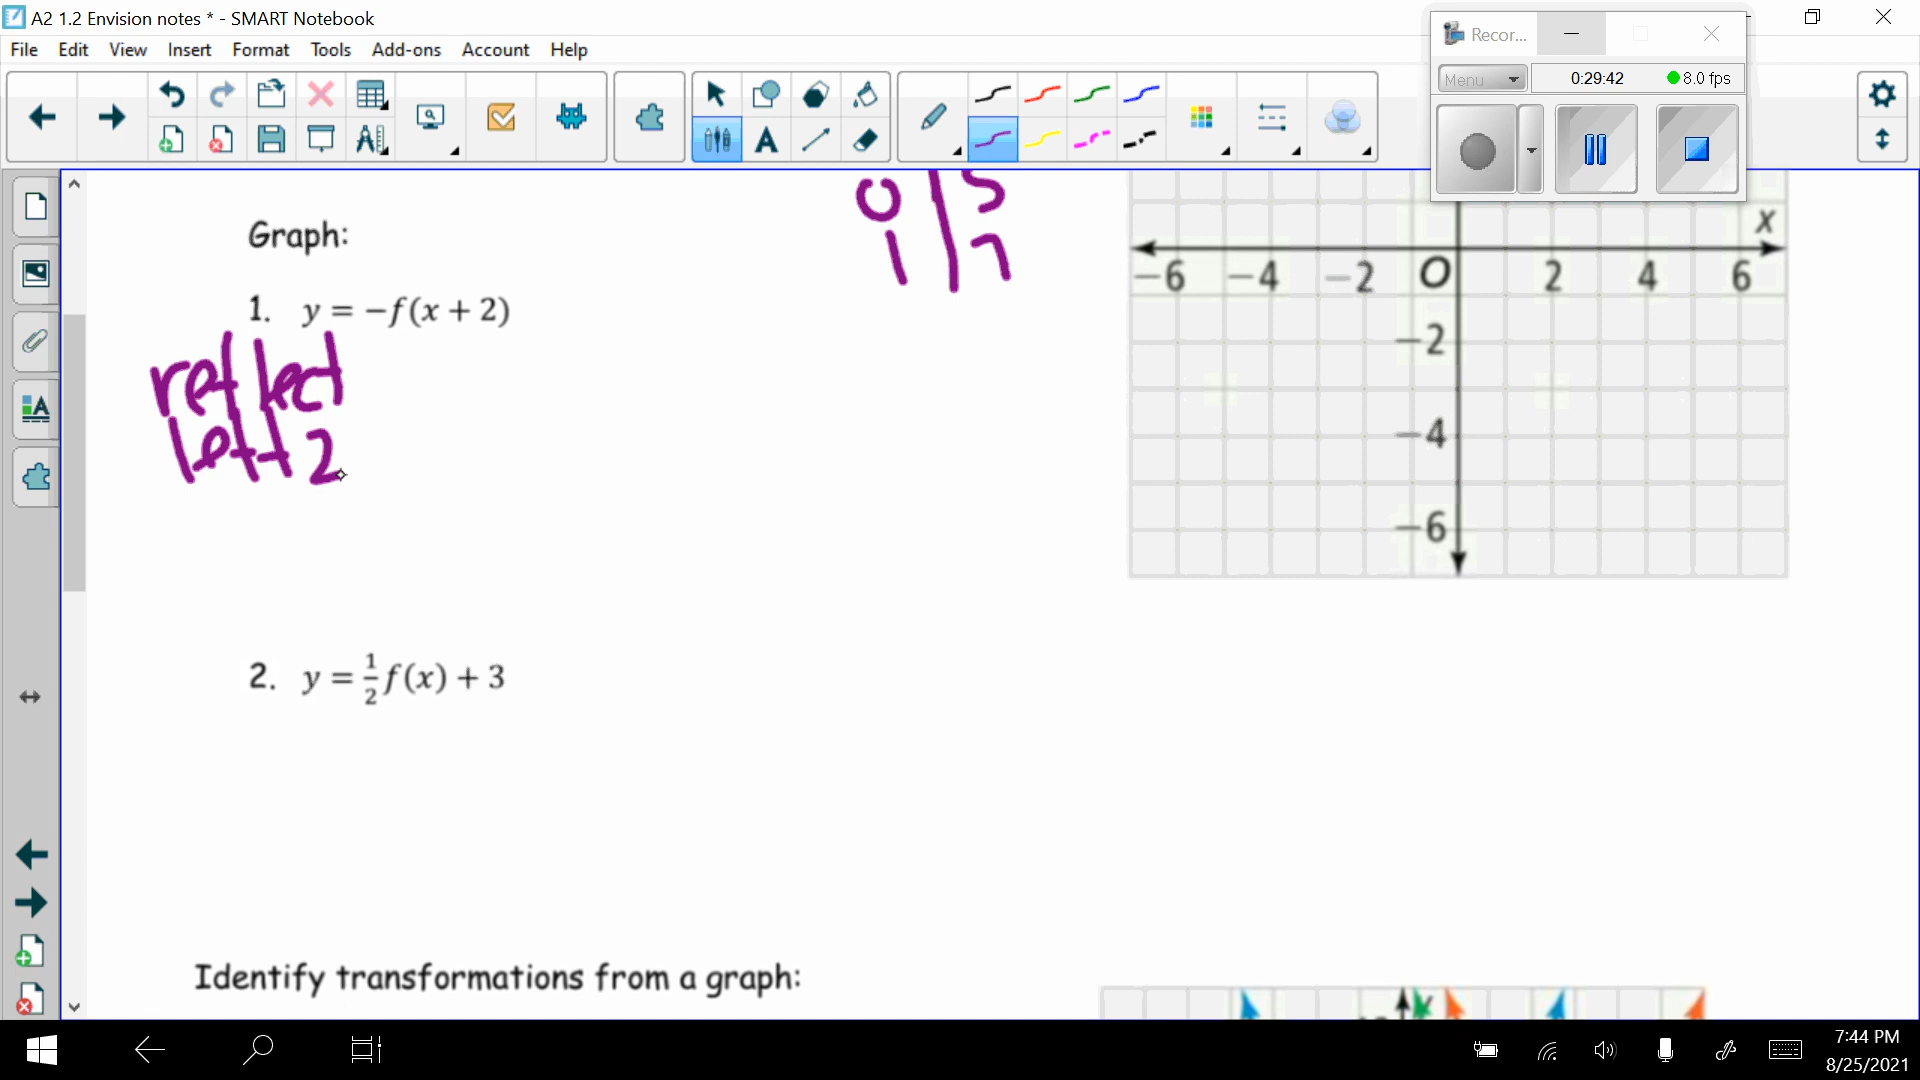 A2 1.2 Envision notes * - SMART Notebook
File Edit View Insert Format Tools Add-ons Account Help
Recor...
Menu 0:29:42 8.0 fps
0 5
1 7
Graph:
1. y = −f(x + 2)
reflect
left 2
x
−6 −4 −2 O 2 4 6
−2
−4
−6
2. y = 1/2 f(x) + 3
Identify transformations from a graph:
y
7:44 PM
8/25/2021